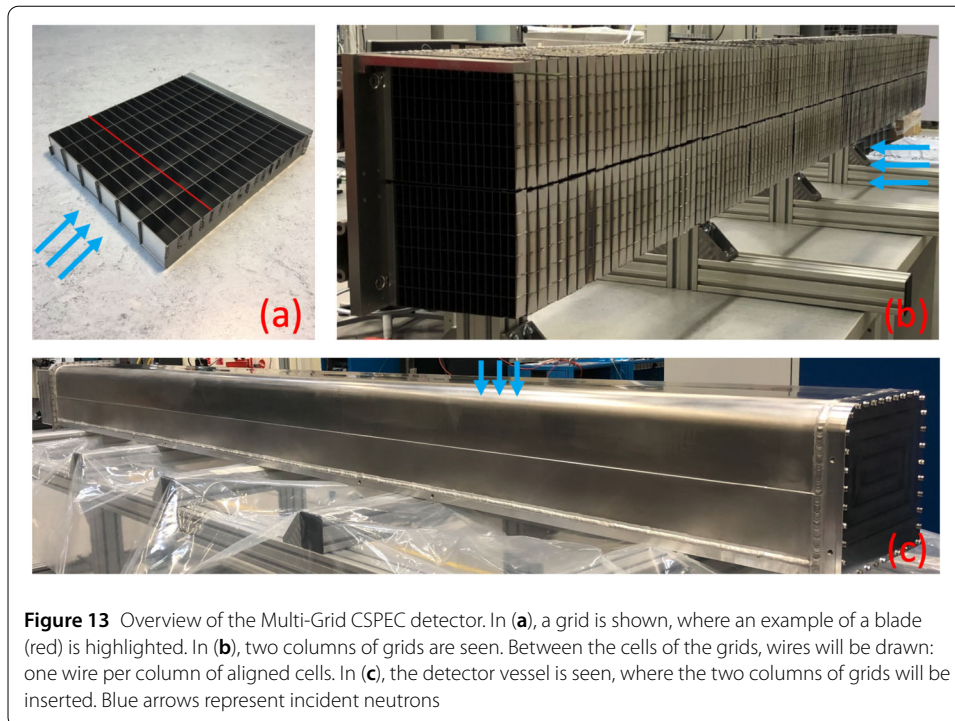 (a)
(b)
(c)
Figure 13 Overview of the Multi-Grid CSPEC detector. In (a), a grid is shown, where an example of a blade
(red) is highlighted. In (b), two columns of grids are seen. Between the cells of the grids, wires will be drawn:
one wire per column of aligned cells. In (c), the detector vessel is seen, where the two columns of grids will be
inserted. Blue arrows represent incident neutrons